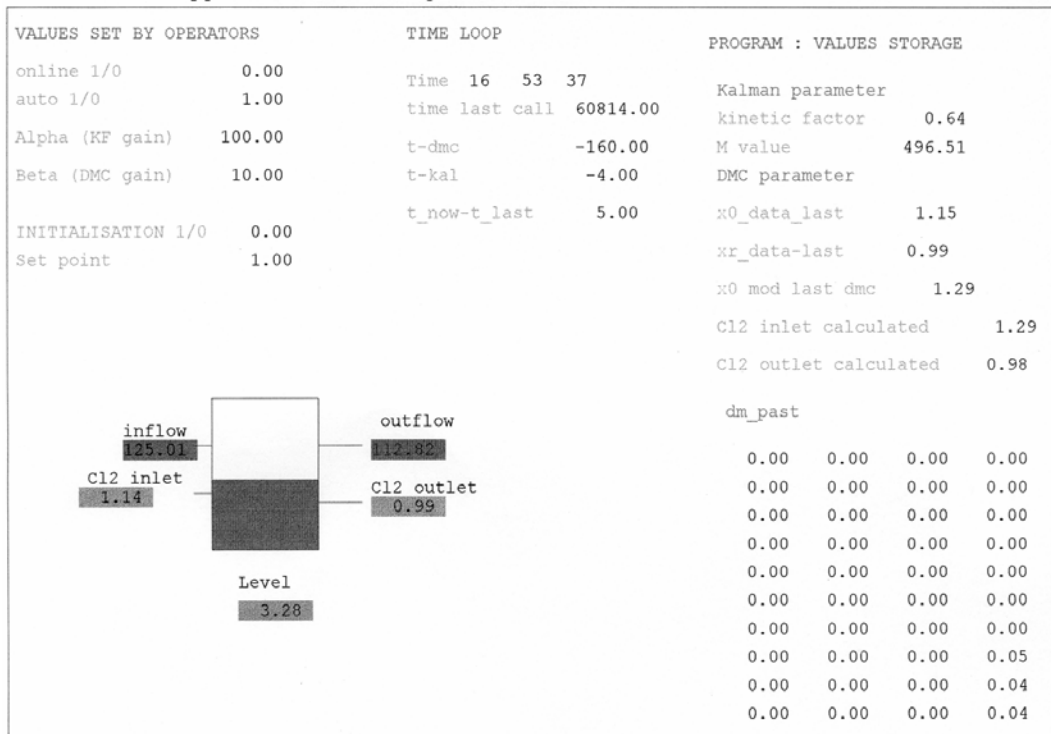 VALUES SET BY OPERATORS
online 1/0 0.00
auto 1/0 1.00
Alpha (KF gain) 100.00
Beta (DMC gain) 10.00
INITIALISATION 1/0 0.00
Set point 1.00
TIME LOOP
Time 16 53 37
time last call 60814.00
t-dmc -160.00
t-kal -4.00
t_now-t_last 5.00
PROGRAM : VALUES STORAGE
Kalman parameter
kinetic factor 0.64
M value 496.51
DMC parameter
x0_data_last 1.15
xr_data-last 0.99
x0 mod last dmc 1.29
Cl2 inlet calculated 1.29
Cl2 outlet calculated 0.98
dm_past
0.00 0.00 0.00 0.00
0.00 0.00 0.00 0.00
0.00 0.00 0.00 0.00
0.00 0.00 0.00 0.00
0.00 0.00 0.00 0.00
0.00 0.00 0.00 0.00
0.00 0.00 0.00 0.00
0.00 0.00 0.00 0.05
0.00 0.00 0.00 0.04
0.00 0.00 0.00 0.04
inflow
125.01
Cl2 inlet
1.14
outflow
112.82
Cl2 outlet
0.99
Level
3.28